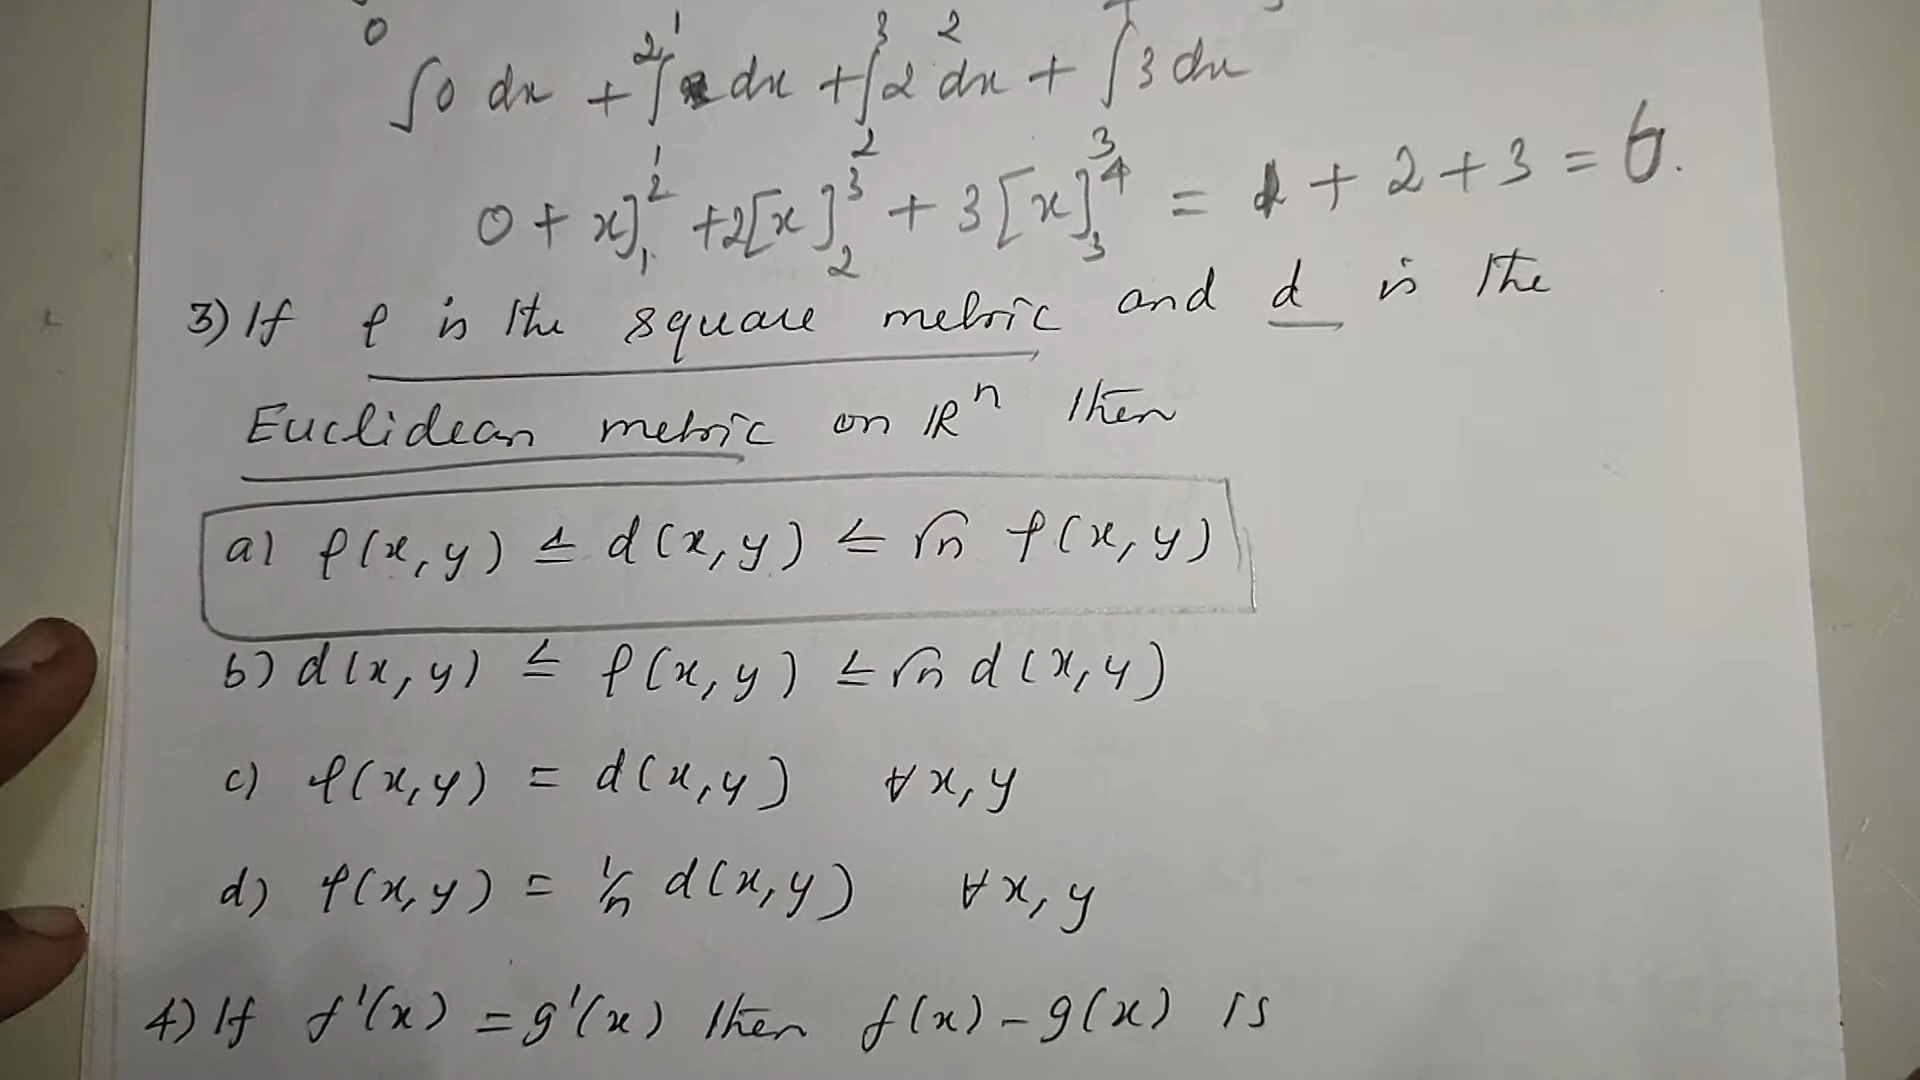 0
∫0 dx + ∫ dx + ∫2 dx + ∫3 dx
0 + x]₁² + 2[x]₂³ + 3[x]₃⁴ = 1 + 2 + 3 = 6.
3) If ρ is the square metric and d is the
Euclidean metric on ℝⁿ then
a) ρ(x,y) ≤ d(x,y) ≤ √n ρ(x,y)
b) d(x,y) ≤ ρ(x,y) ≤ √n d(x,y)
c) ρ(x,y) = d(x,y) ∀x,y
d) ρ(x,y) = 1/n d(x,y) ∀x,y
4) If f'(x) = g'(x) then f(x) - g(x) is